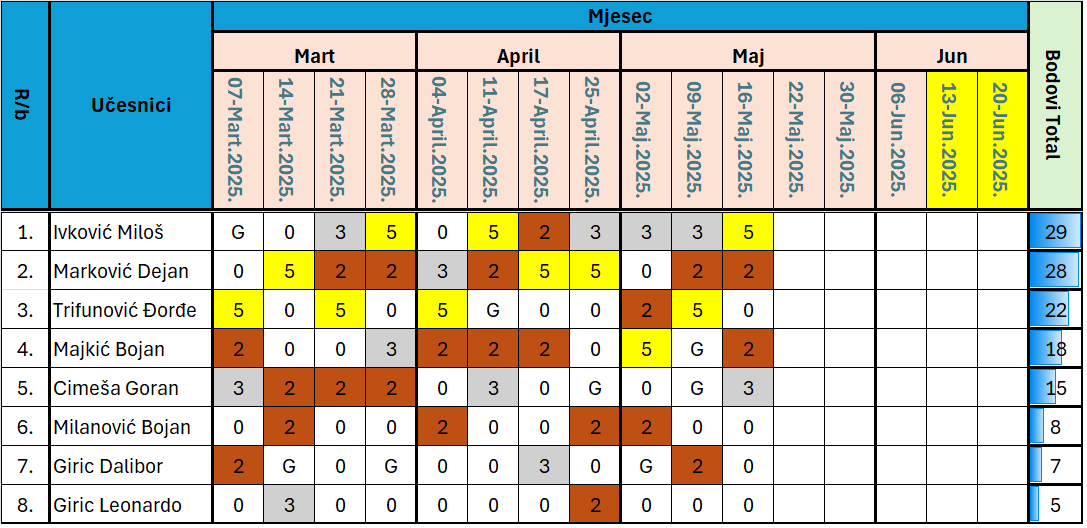 R/b Učesnici Mjesec Bodovi Total
Mart April Maj Jun
07-Mart.2025. 14-Mart.2025. 21-Mart.2025. 28-Mart.2025. 04-April.2025. 11-April.2025. 17-April.2025. 25-April.2025. 02-Maj.2025. 09-Maj.2025. 16-Maj.2025. 22-Maj.2025. 30-Maj.2025. 06-Jun.2025. 13-Jun.2025. 20-Jun.2025.
1. Ivković Miloš G 0 3 5 0 5 2 3 3 3 5 29
2. Marković Dejan 0 5 2 2 3 2 5 5 0 2 2 28
3. Trifunović Đorđe 5 0 5 0 5 G 0 0 2 5 0 22
4. Majkić Bojan 2 0 0 3 2 2 2 0 5 G 2 18
5. Cimeša Goran 3 2 2 2 0 3 0 G 0 G 3 15
6. Milanović Bojan 0 2 0 0 2 0 0 2 2 0 0 8
7. Giric Dalibor 2 G 0 G 0 0 3 0 G 2 0 7
8. Giric Leonardo 0 3 0 0 0 0 0 2 0 0 0 5